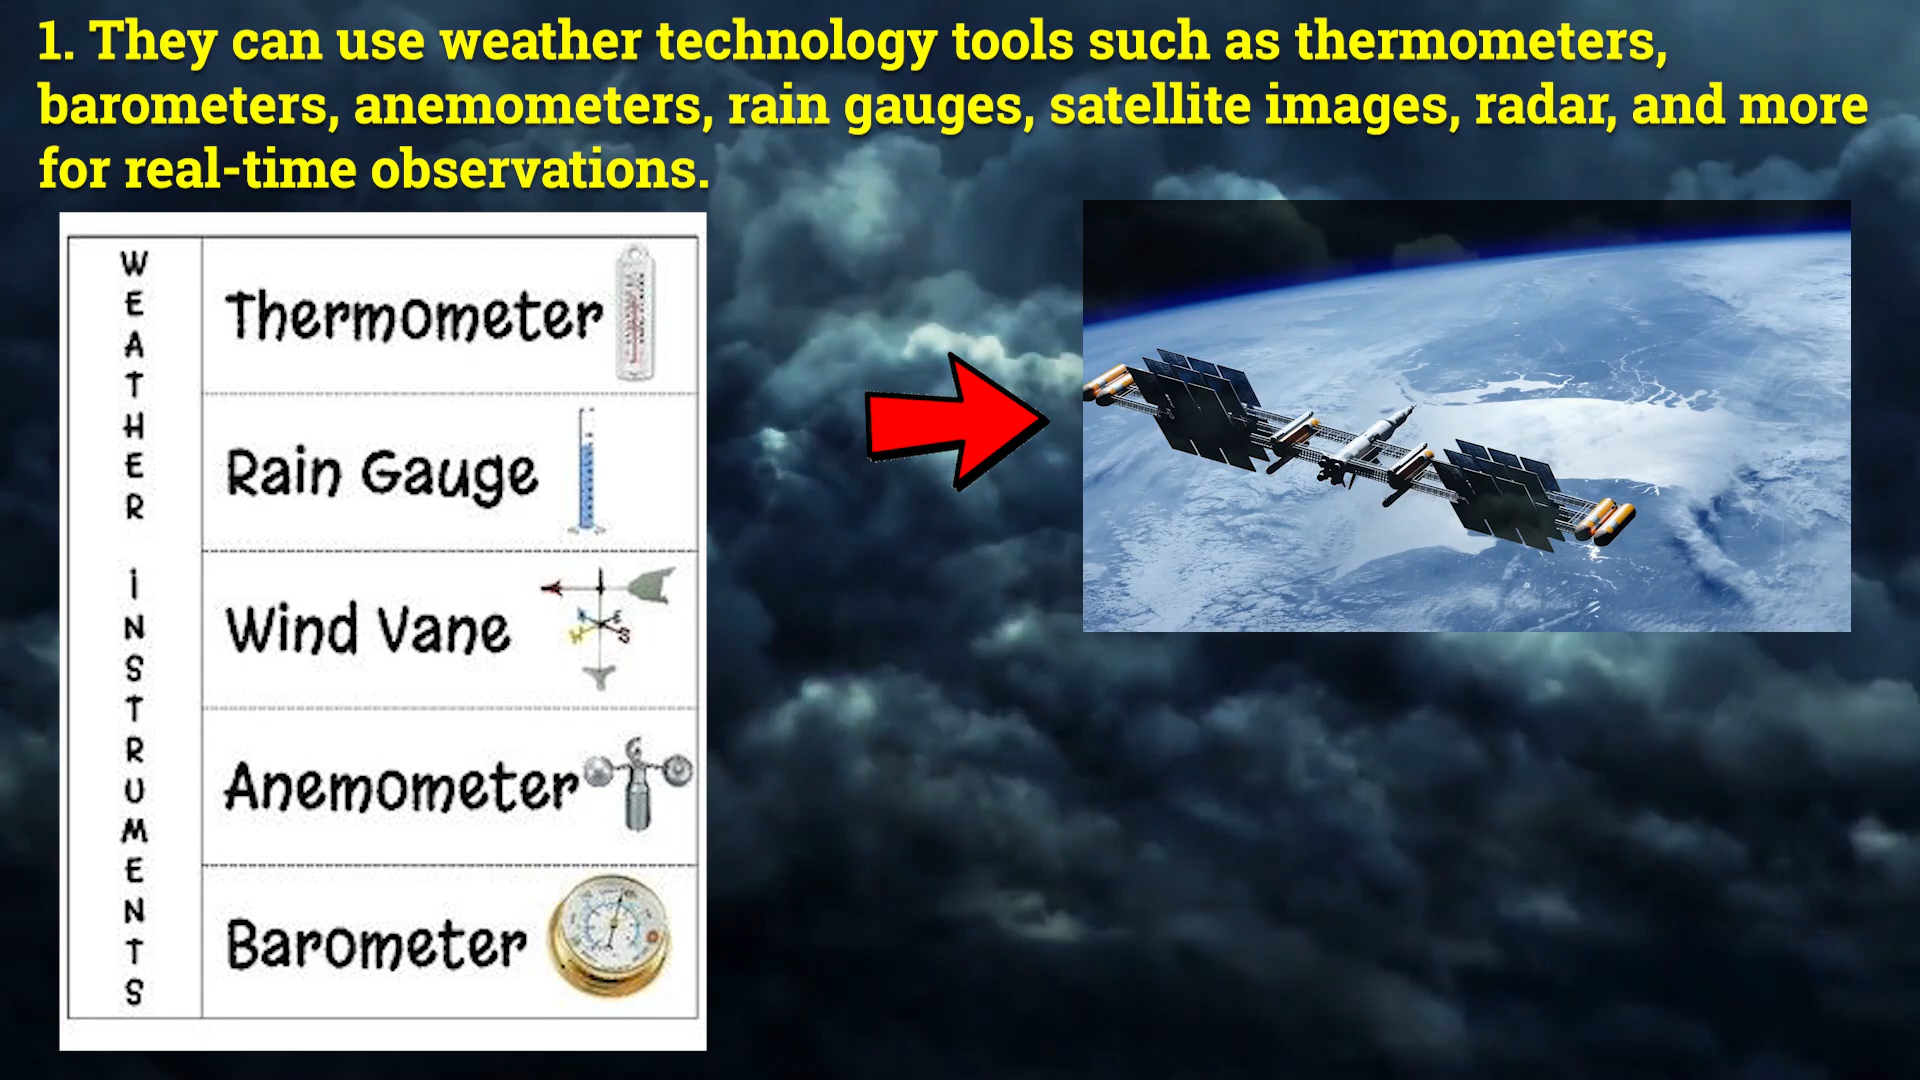 1. They can use weather technology tools such as thermometers,
barometers, anemometers, rain gauges, satellite images, radar, and more
for real-time observations.
WEATHER iNSTRUMENTS
Thermometer
Rain Gauge
Wind Vane
Anemometer
Barometer